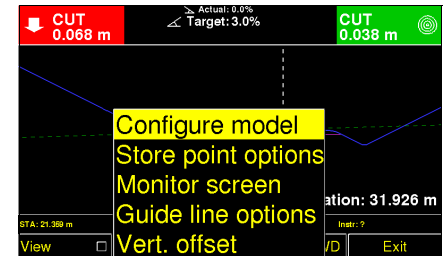 CUT
0.068 m
Actual: 0.0%
Target: 3.0%
CUT
0.038 m
Configure model
Store point options
Monitor screen
Guide line options
Vert. offset
ation: 31.926 m
STA: 21.359 m
Instr: ?
View
VD
Exit